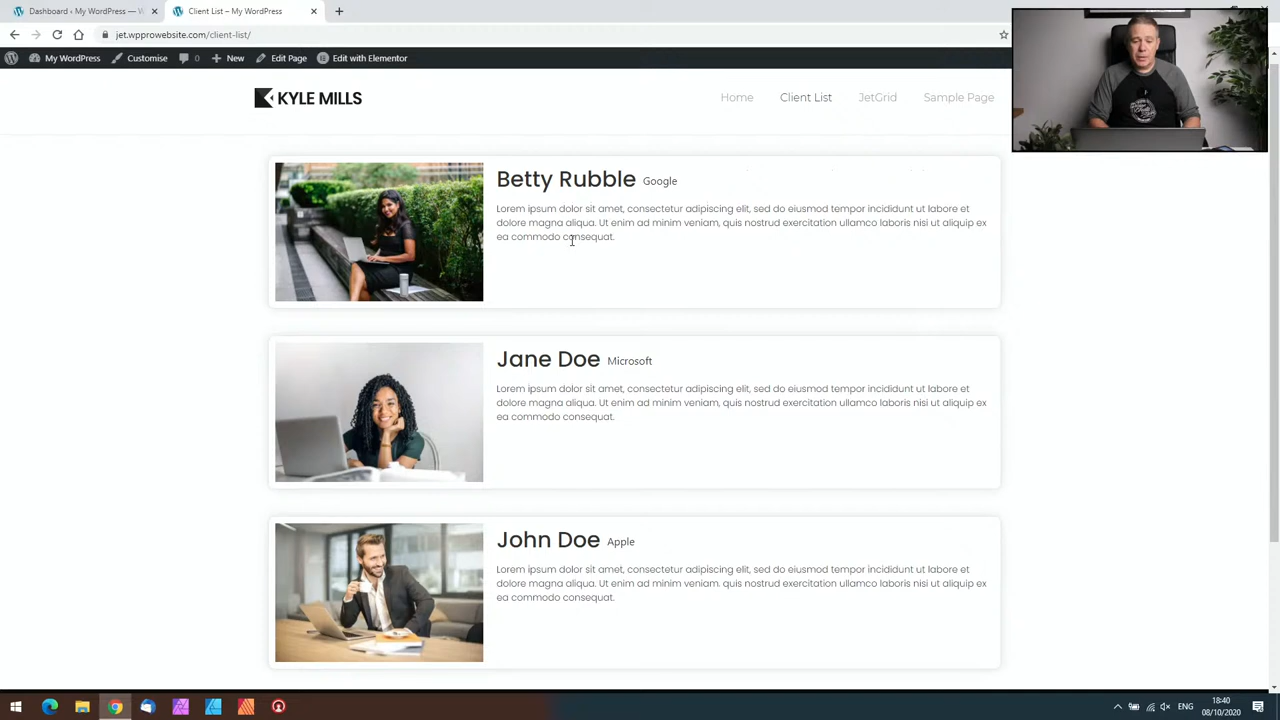 Dashboard ‹ My WordPress — W
Client List – My WordPress
jet.wpprowebsite.com/client-list/
My WordPress
Customise
0
New
Edit Page
Edit with Elementor
KYLE MILLS
Home
Client List
JetGrid
Sample Page
Betty Rubble Google
Lorem ipsum dolor sit amet, consectetur adipiscing elit, sed do eiusmod tempor incididunt ut labore et
dolore magna aliqua. Ut enim ad minim veniam, quis nostrud exercitation ullamco laboris nisi ut aliquip ex
ea commodo consequat.
Jane Doe Microsoft
Lorem ipsum dolor sit amet, consectetur adipiscing elit, sed do eiusmod tempor incididunt ut labore et
dolore magna aliqua. Ut enim ad minim veniam, quis nostrud exercitation ullamco laboris nisi ut aliquip ex
ea commodo consequat.
John Doe Apple
Lorem ipsum dolor sit amet, consectetur adipiscing elit, sed do eiusmod tempor incididunt ut labore et
dolore magna aliqua. Ut enim ad minim veniam, quis nostrud exercitation ullamco laboris nisi ut aliquip ex
ea commodo consequat.
ENG
18:40
08/10/2020